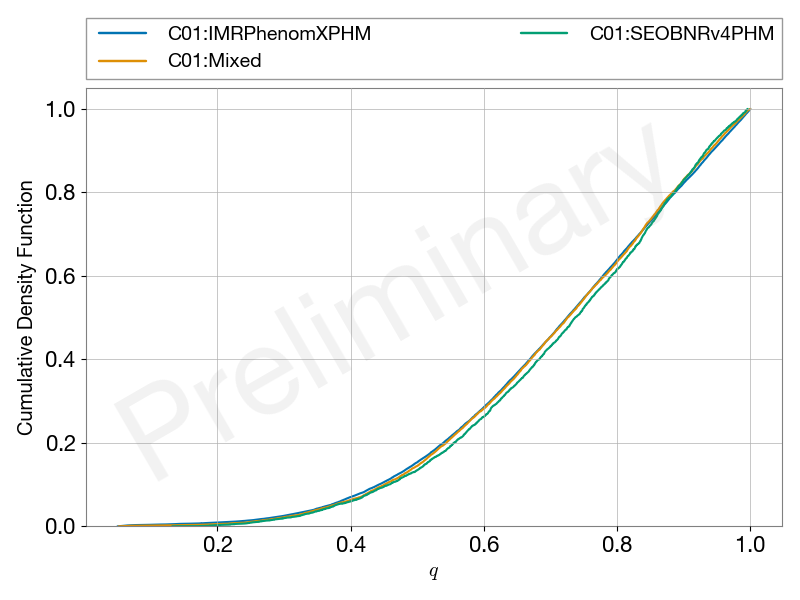 C01:IMRPhenomXPHM
C01:Mixed
C01:SEOBNRv4PHM
Cumulative Density Function
1.0
0.8
0.6
0.4
0.2
0.0
Preliminary
0.2 0.4 0.6 0.8 1.0
q